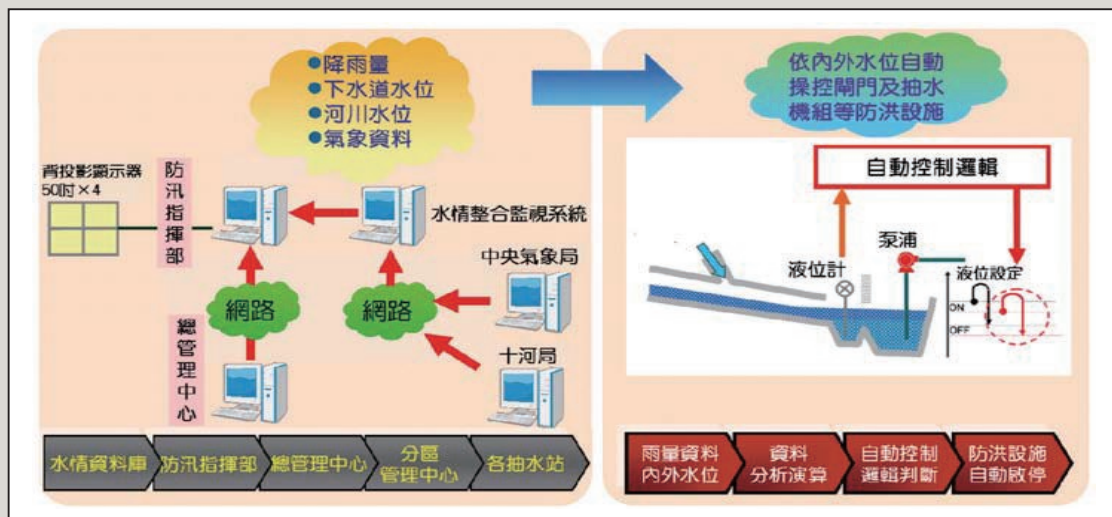 降雨量
下水道水位
河川水位
氣象資料
背投影顯示器
50吋×4
防汛指揮部
水情整合監視系統
中央氣象局
網路
網路
總管理中心
十河局
水情資料庫
防汛指揮部
總管理中心
分區
管理中心
各抽水站
依內外水位自動
操控閘門及抽水
機組等防洪設施
自動控制邏輯
泵浦
液位計
液位設定
ON
OFF
雨量資料
內外水位
資料
分析演算
自動控制
邏輯判斷
防洪設施
自動啟停